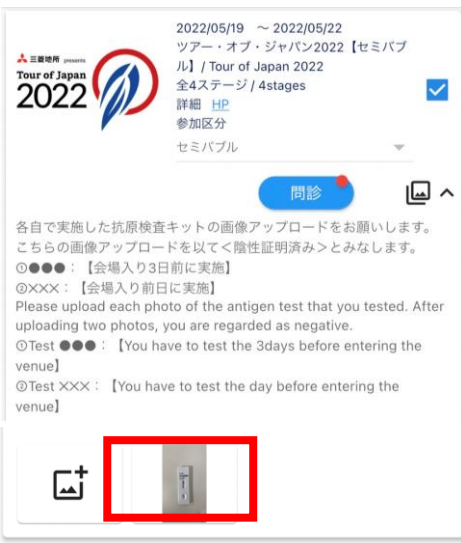 2022/05/19 ～2022/05/22
ツアー・オブ・ジャパン2022【セミバブ
ル】/ Tour of Japan 2022
全4ステージ / 4stages
詳細 HP
参加区分
セミバブル
三菱地所 presents
Tour of Japan
2022
問診
各自で実施した抗原検査キットの画像アップロードをお願いします。
こちらの画像アップロードを以て＜陰性証明済み＞とみなします。
①●●●：【会場入り3日前に実施】
②×××：【会場入り前日に実施】
Please upload each photo of the antigen test that you tested. After
uploading two photos, you are regarded as negative.
①Test ●●●：【You have to test the 3days before entering the
venue】
②Test ×××：【You have to test the day before entering the
venue】